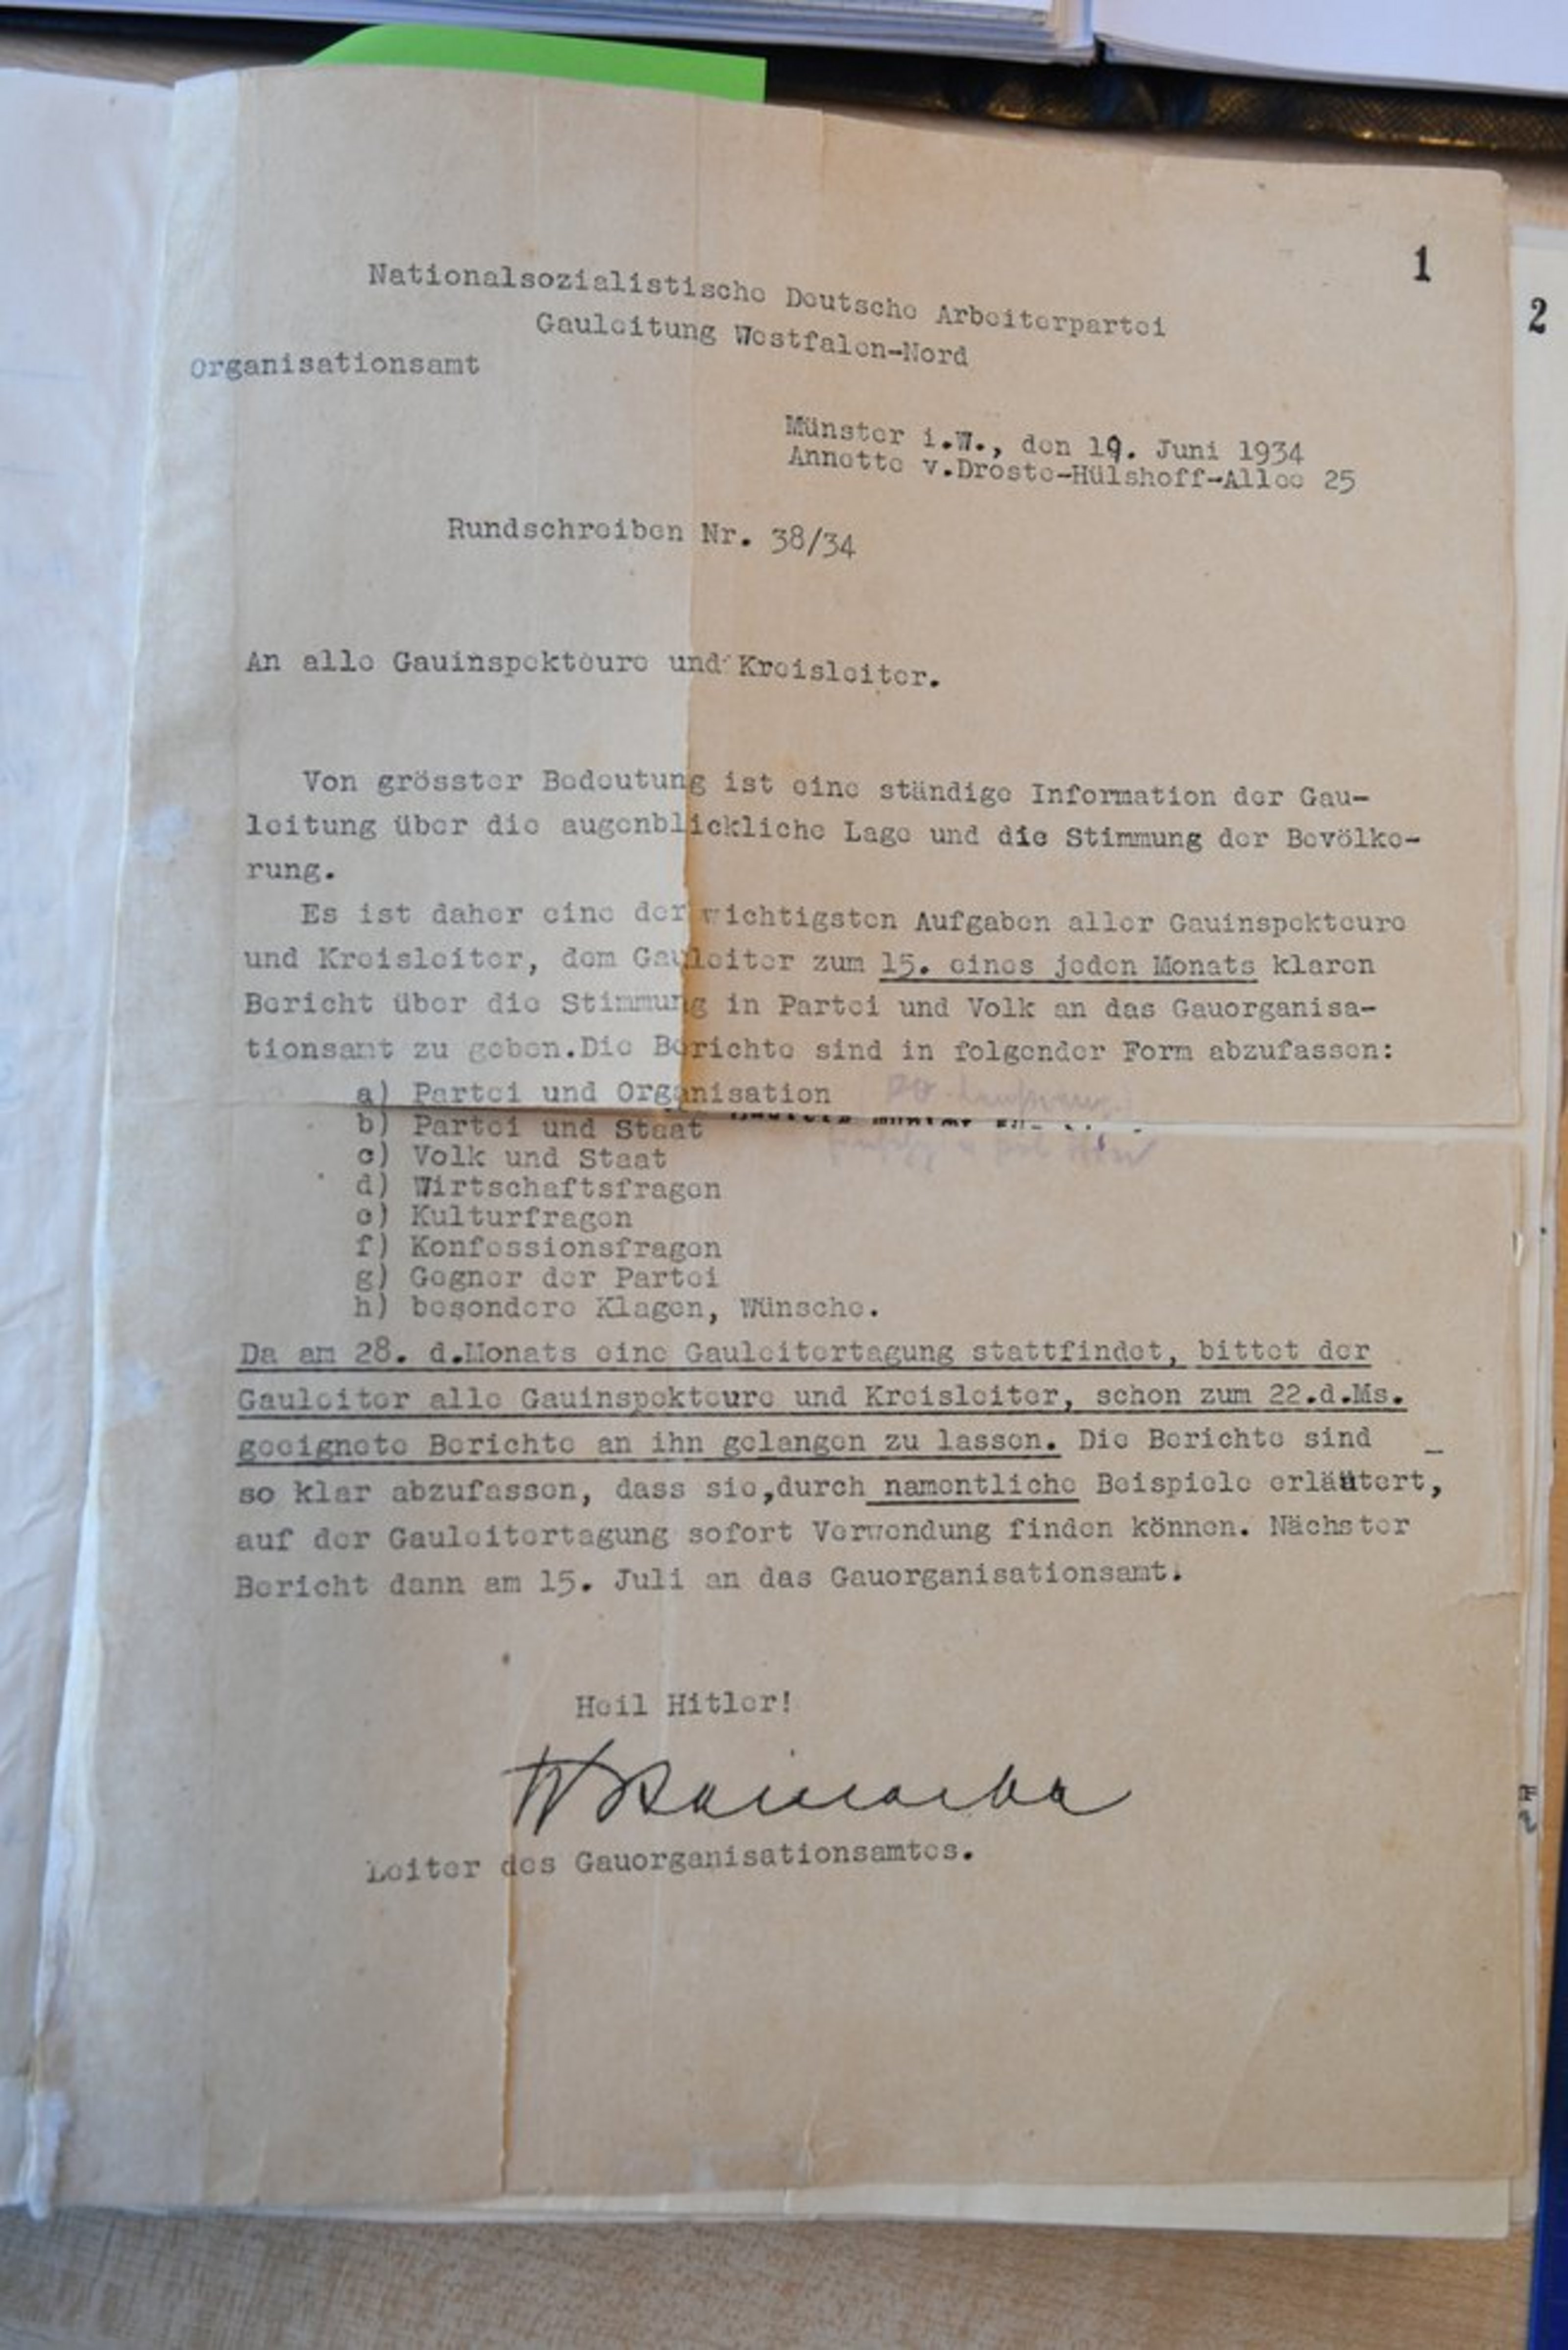 1
2
Nationalsozialistische Deutsche Arbeiterpartei
Gauleitung Westfalen-Nord
Organisationsamt
Münster i.W., den 19. Juni 1934
Annette v.Droste-Hülshoff-Allee 25
Rundschreiben Nr. 38/34
An alle Gauinspekteure und Kreisleiter.
Von grösster Bedeutung ist eine ständige Information der Gau-
leitung über die augenblickliche Lage und die Stimmung der Bevölke-
rung.
Es ist daher eine der wichtigsten Aufgaben aller Gauinspekteure
und Kreisleiter, dem Gauleiter zum 15. eines jeden Monats klaren
Bericht über die Stimmung in Partei und Volk an das Gauorganisa-
tionsamt zu geben.Die Berichte sind in folgender Form abzufassen:
a) Partei und Organisation
b) Partei und Staat
c) Volk und Staat
d) Wirtschaftsfragen
e) Kulturfragen
f) Konfessionsfragen
g) Gegner der Partei
h) besondere Klagen, Wünsche.
Da am 28. d.Monats eine Gauleitertagung stattfindet, bittet der
Gauleiter alle Gauinspekteure und Kreisleiter, schon zum 22.d.Ms.
geeignete Berichte an ihn gelangen zu lassen. Die Berichte sind _
so klar abzufassen, dass sie,durch namentliche Beispiele erläutert,
auf der Gauleitertagung sofort Verwendung finden können. Nächster
Bericht dann am 15. Juli an das Gauorganisationsamt.
Heil Hitler!
Leiter des Gauorganisationsamtes.